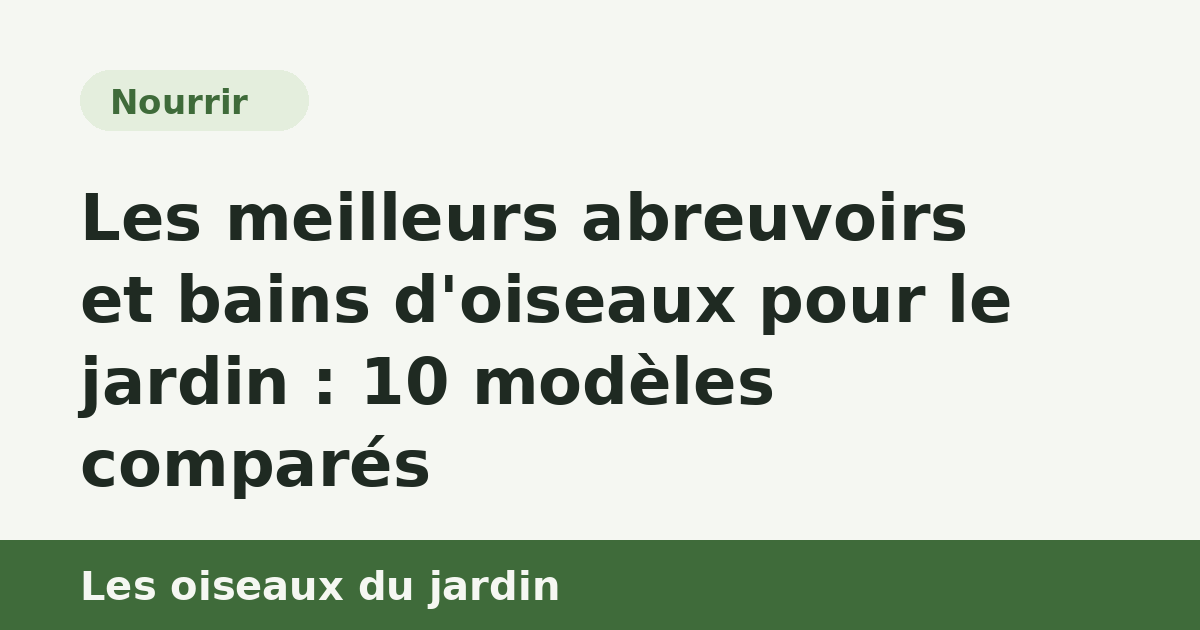 Nourrir
Les meilleurs abreuvoirs
et bains d'oiseaux pour le
jardin : 10 modèles
comparés
Les oiseaux du jardin